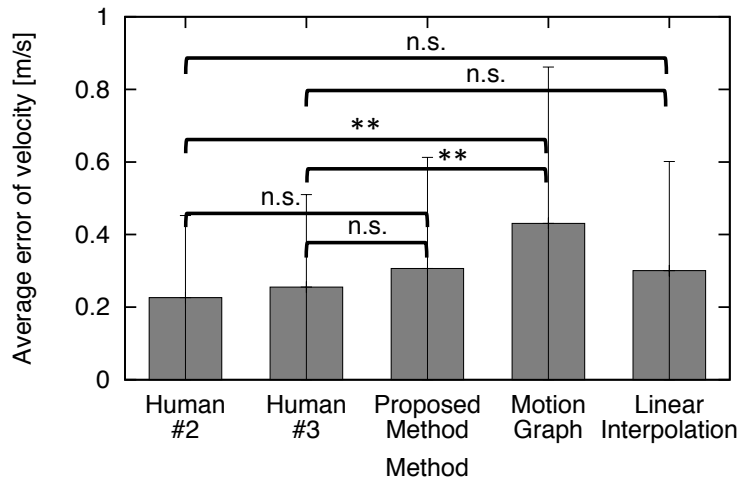 1
n.s.
0.8
n.s.
**
0.6
**
n.s.
0.4
n.s.
0.2
0
Average error of velocity [m/s]
Human
#2
Human
#3
Proposed
Method
Motion
Graph
Linear
Interpolation
Method